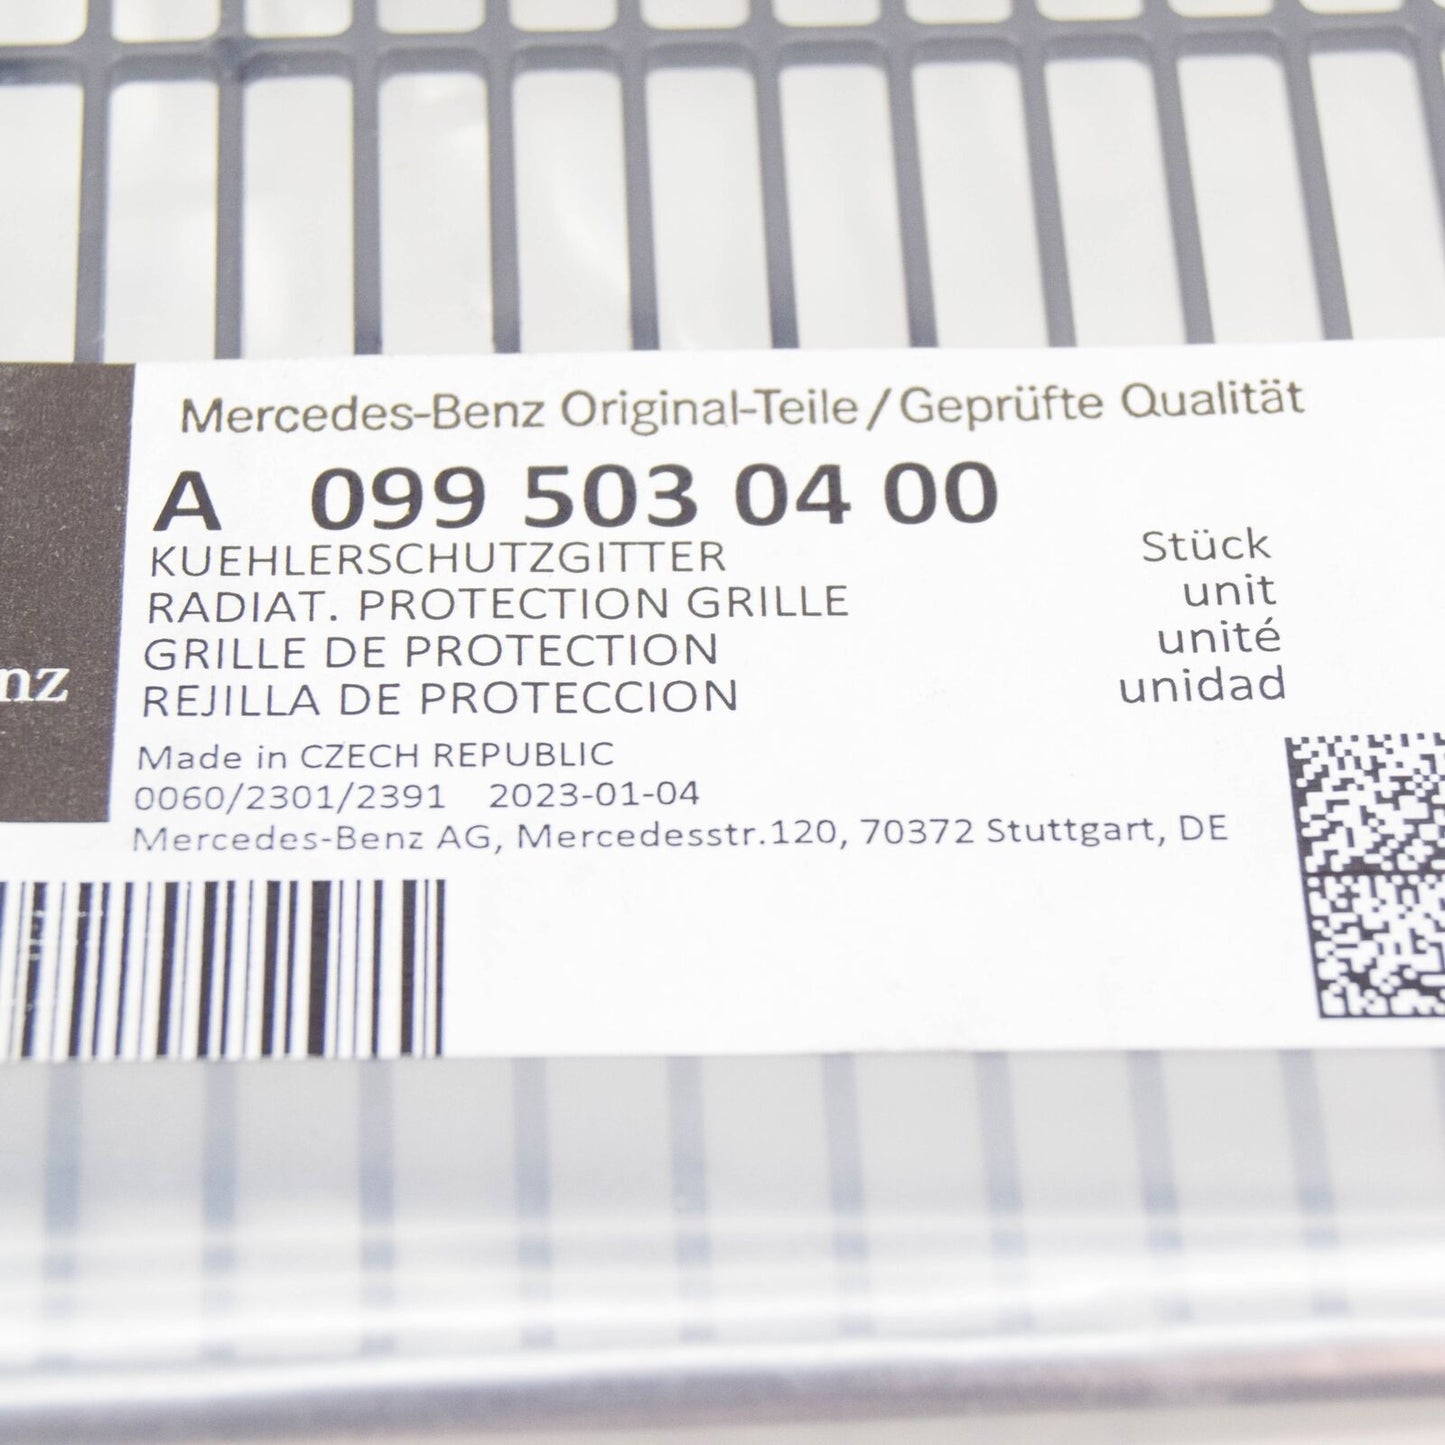 Mercedes-Benz Original-Teile/Geprüfte Qualität
A 099 503 04 00
KUEHLERSCHUTZGITTER
RADIAT. PROTECTION GRILLE
GRILLE DE PROTECTION
REJILLA DE PROTECCION
Stück
unit
unité
unidad
nz
Made in CZECH REPUBLIC
0060/2301/2391 2023-01-04
Mercedes-Benz AG, Mercedesstr.120, 70372 Stuttgart, DE